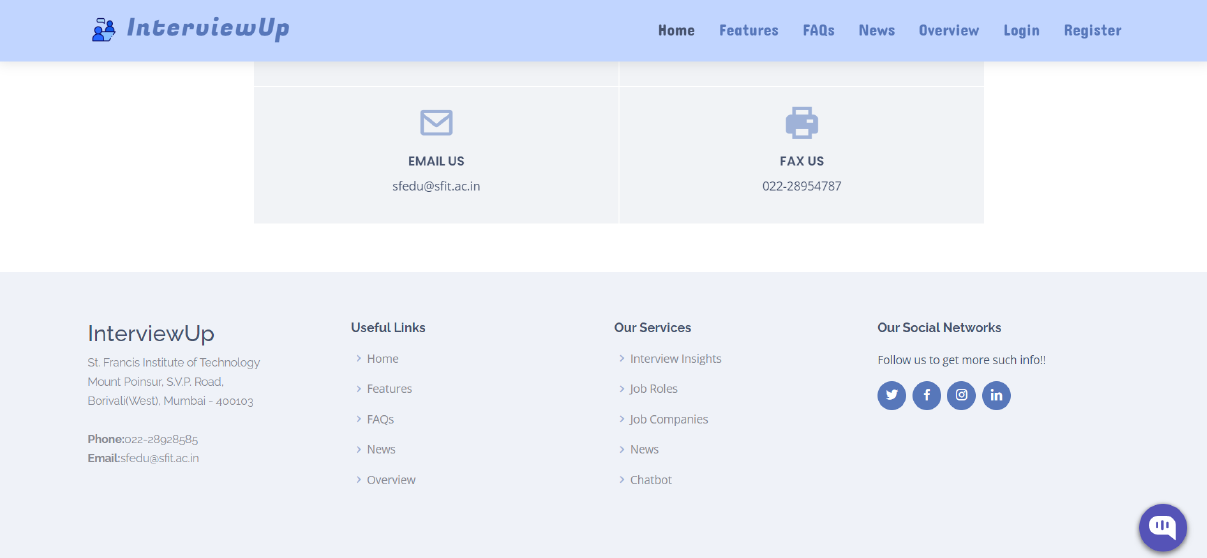 InterviewUp
Home Features FAQs News Overview Login Register
EMAIL US
sfedu@sfit.ac.in
FAX US
022-28954787
InterviewUp
St. Francis Institute of Technology
Mount Poinsur, S.V.P. Road,
Borivali(West). Mumbai - 400103
Phone:022-28928585
Email:sfedu@sfit.ac.in
Useful Links
Home
Features
FAQs
News
Overview
Our Services
Interview Insights
Job Roles
Job Companies
News
Chatbot
Our Social Networks
Follow us to get more such info!!